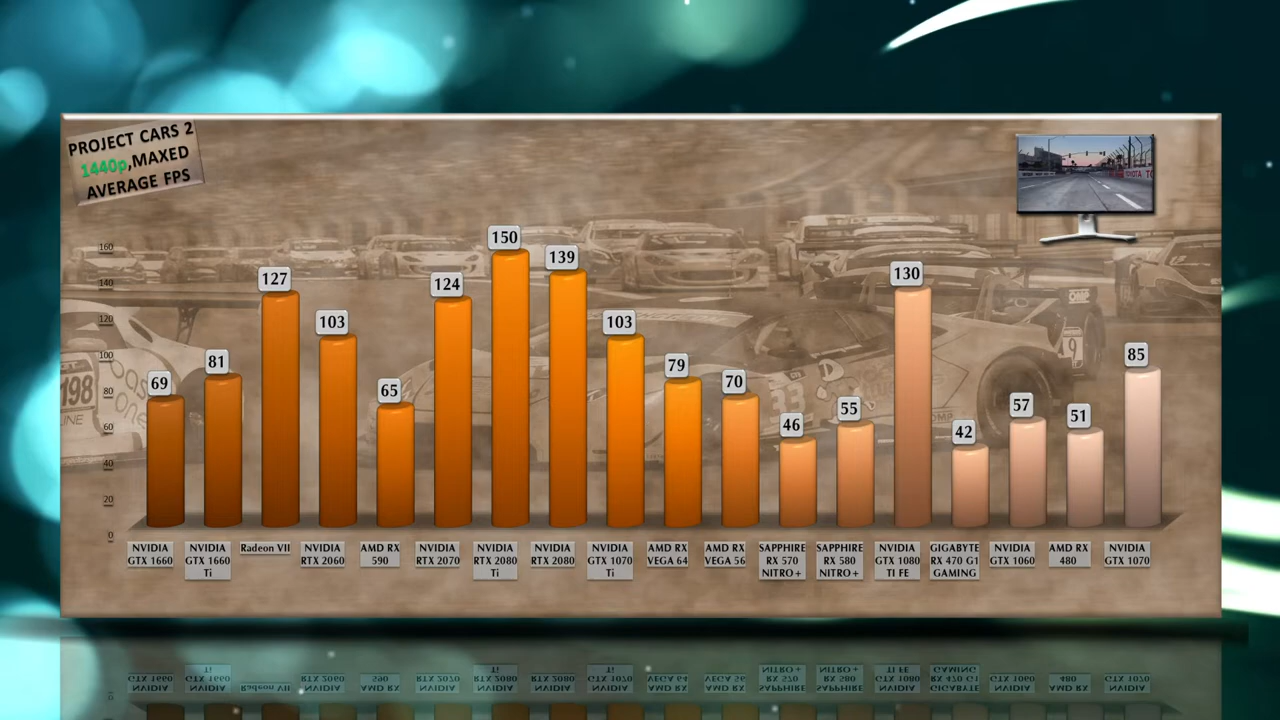 PROJECT CARS 2
1440p,MAXED
AVERAGE FPS
160
140
120
100
80
60
40
20
0
69
81
127
103
65
124
150
139
103
79
70
46
55
130
42
57
51
85
NVIDIA
GTX 1660
NVIDIA
GTX 1660
Ti
Radeon VII
NVIDIA
RTX 2060
AMD RX
590
NVIDIA
RTX 2070
NVIDIA
RTX 2080
Ti
NVIDIA
RTX 2080
NVIDIA
GTX 1070
Ti
AMD RX
VEGA 64
AMD RX
VEGA 56
SAPPHIRE
RX 570
NITRO+
SAPPHIRE
RX 580
NITRO+
NVIDIA
GTX 1080
TI FE
GIGABYTE
RX 470 G1
GAMING
NVIDIA
GTX 1060
AMD RX
480
NVIDIA
GTX 1070
198
33
9